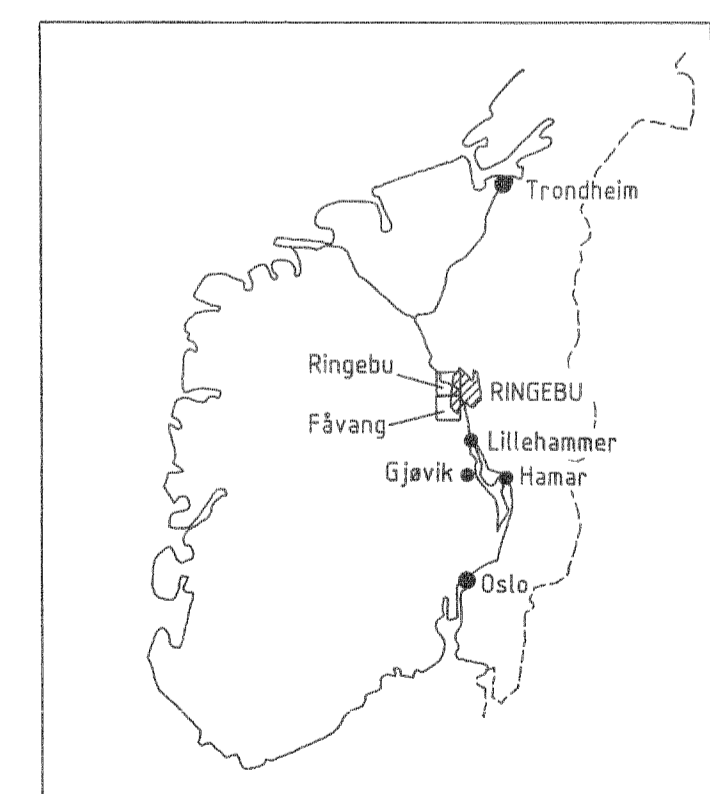 Trondheim
Ringebu
RINGEBU
Fåvang
Lillehammer
Gjøvik
Hamar
Oslo